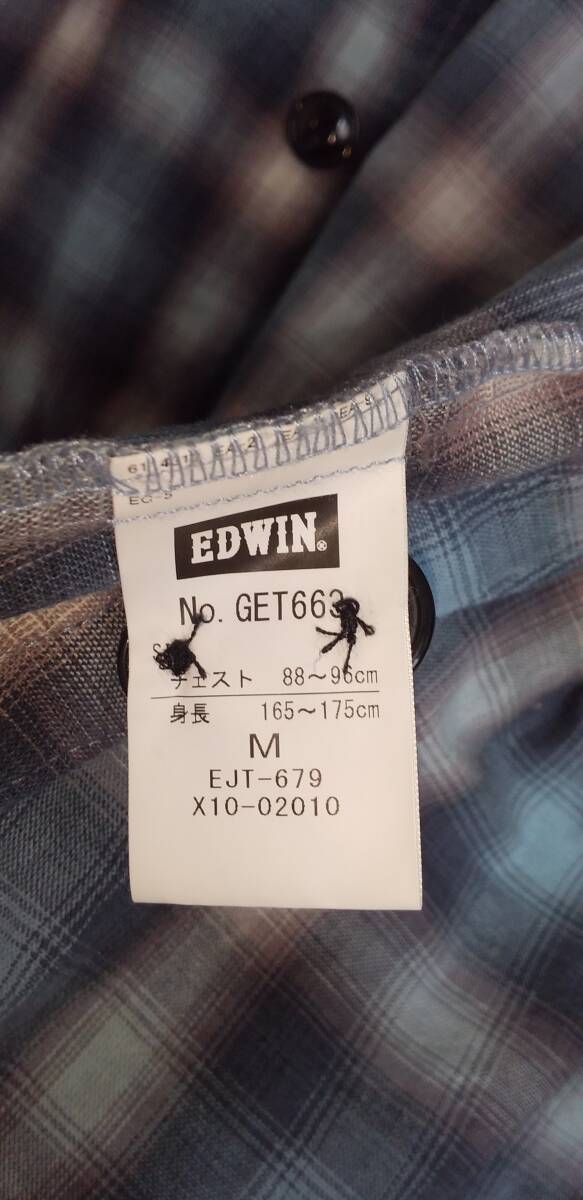 EDWIN®
No. GET663
チェスト 88～96cm
身長 165～175cm
M
EJT-679
X10-02010